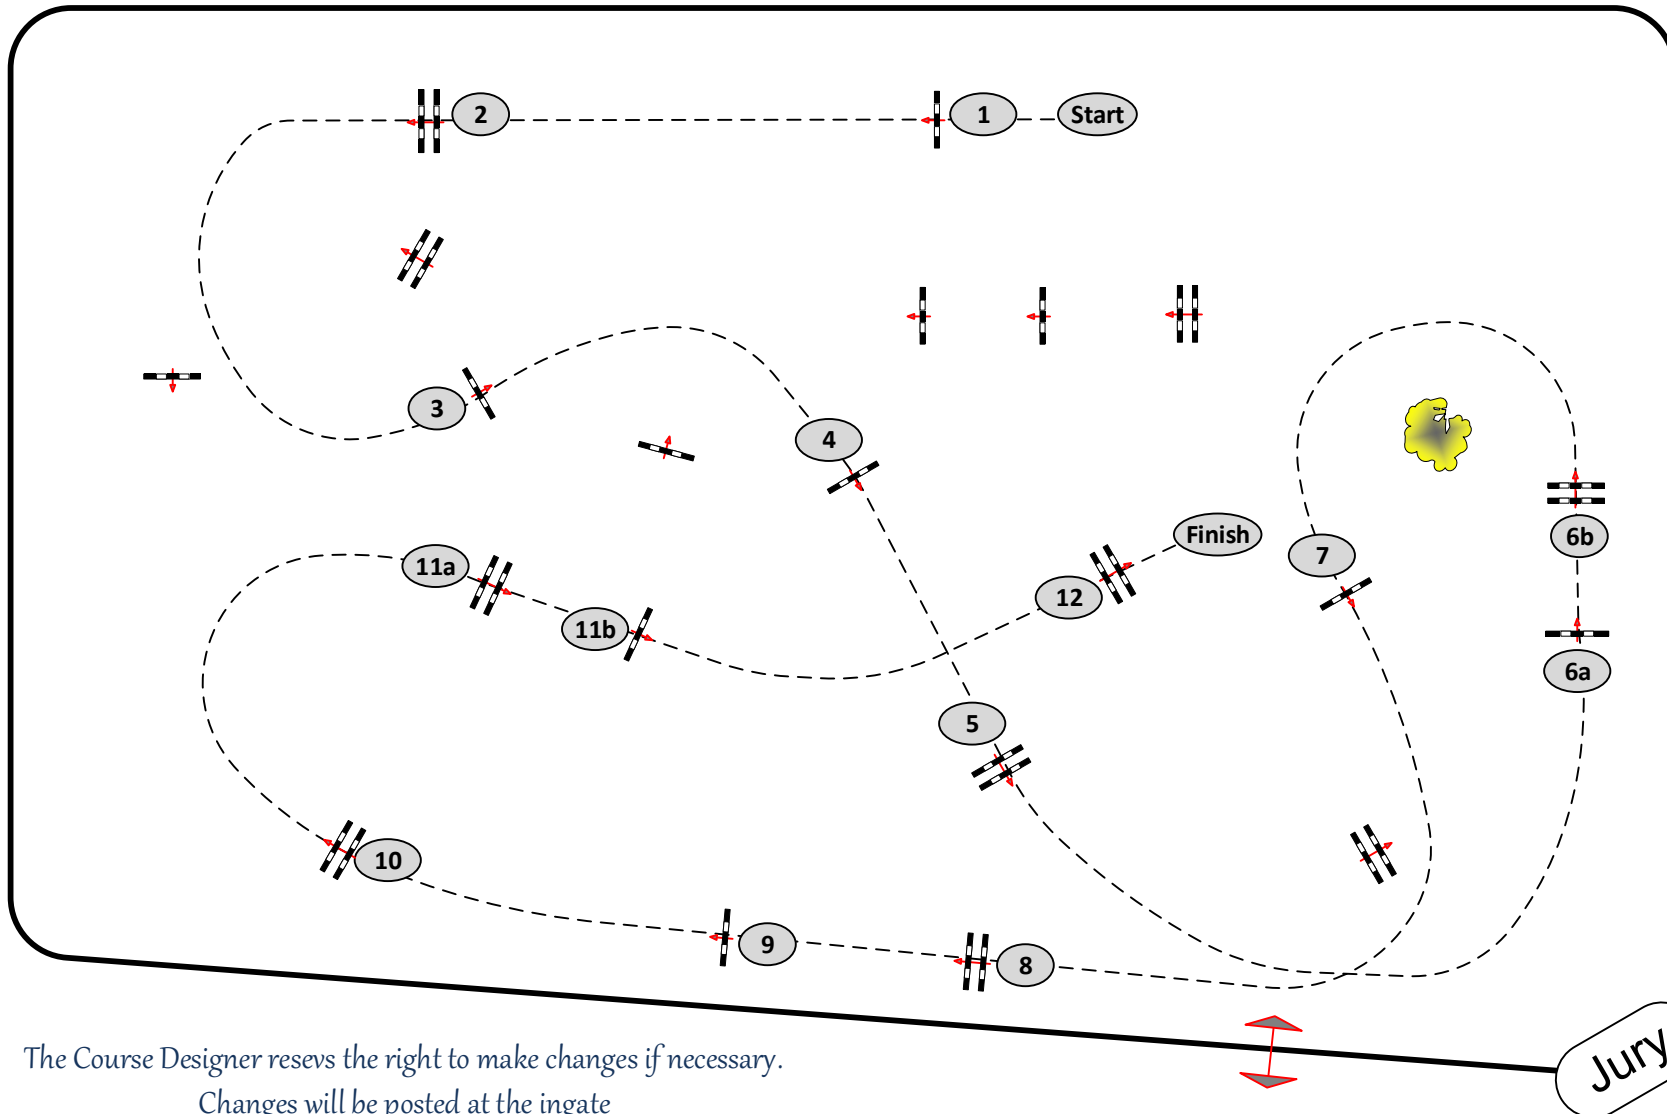 2
1
Start
3
4
Finish
6b
7
11a
12
11b
6a
5
10
9
8
Jury
The Course Designer resevs the right to make changes if necessary.
Changes will be posted at the ingate